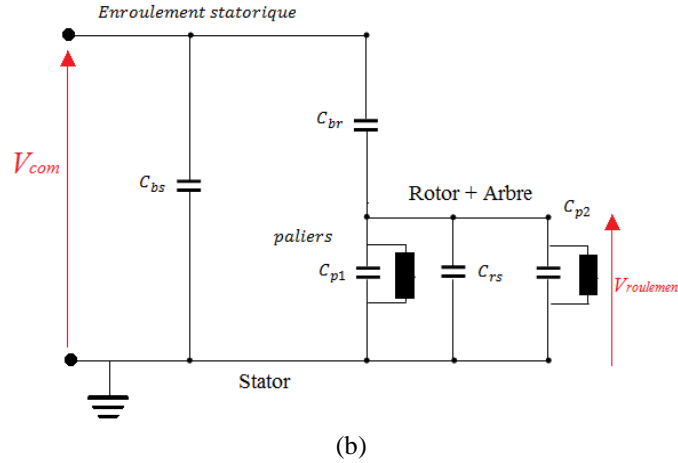 Enroulement statorique
C_br
V_com
C_bs
Rotor + Arbre
C_p2
paliers
C_p1
C_rs
V_roulemen
Stator
(b)